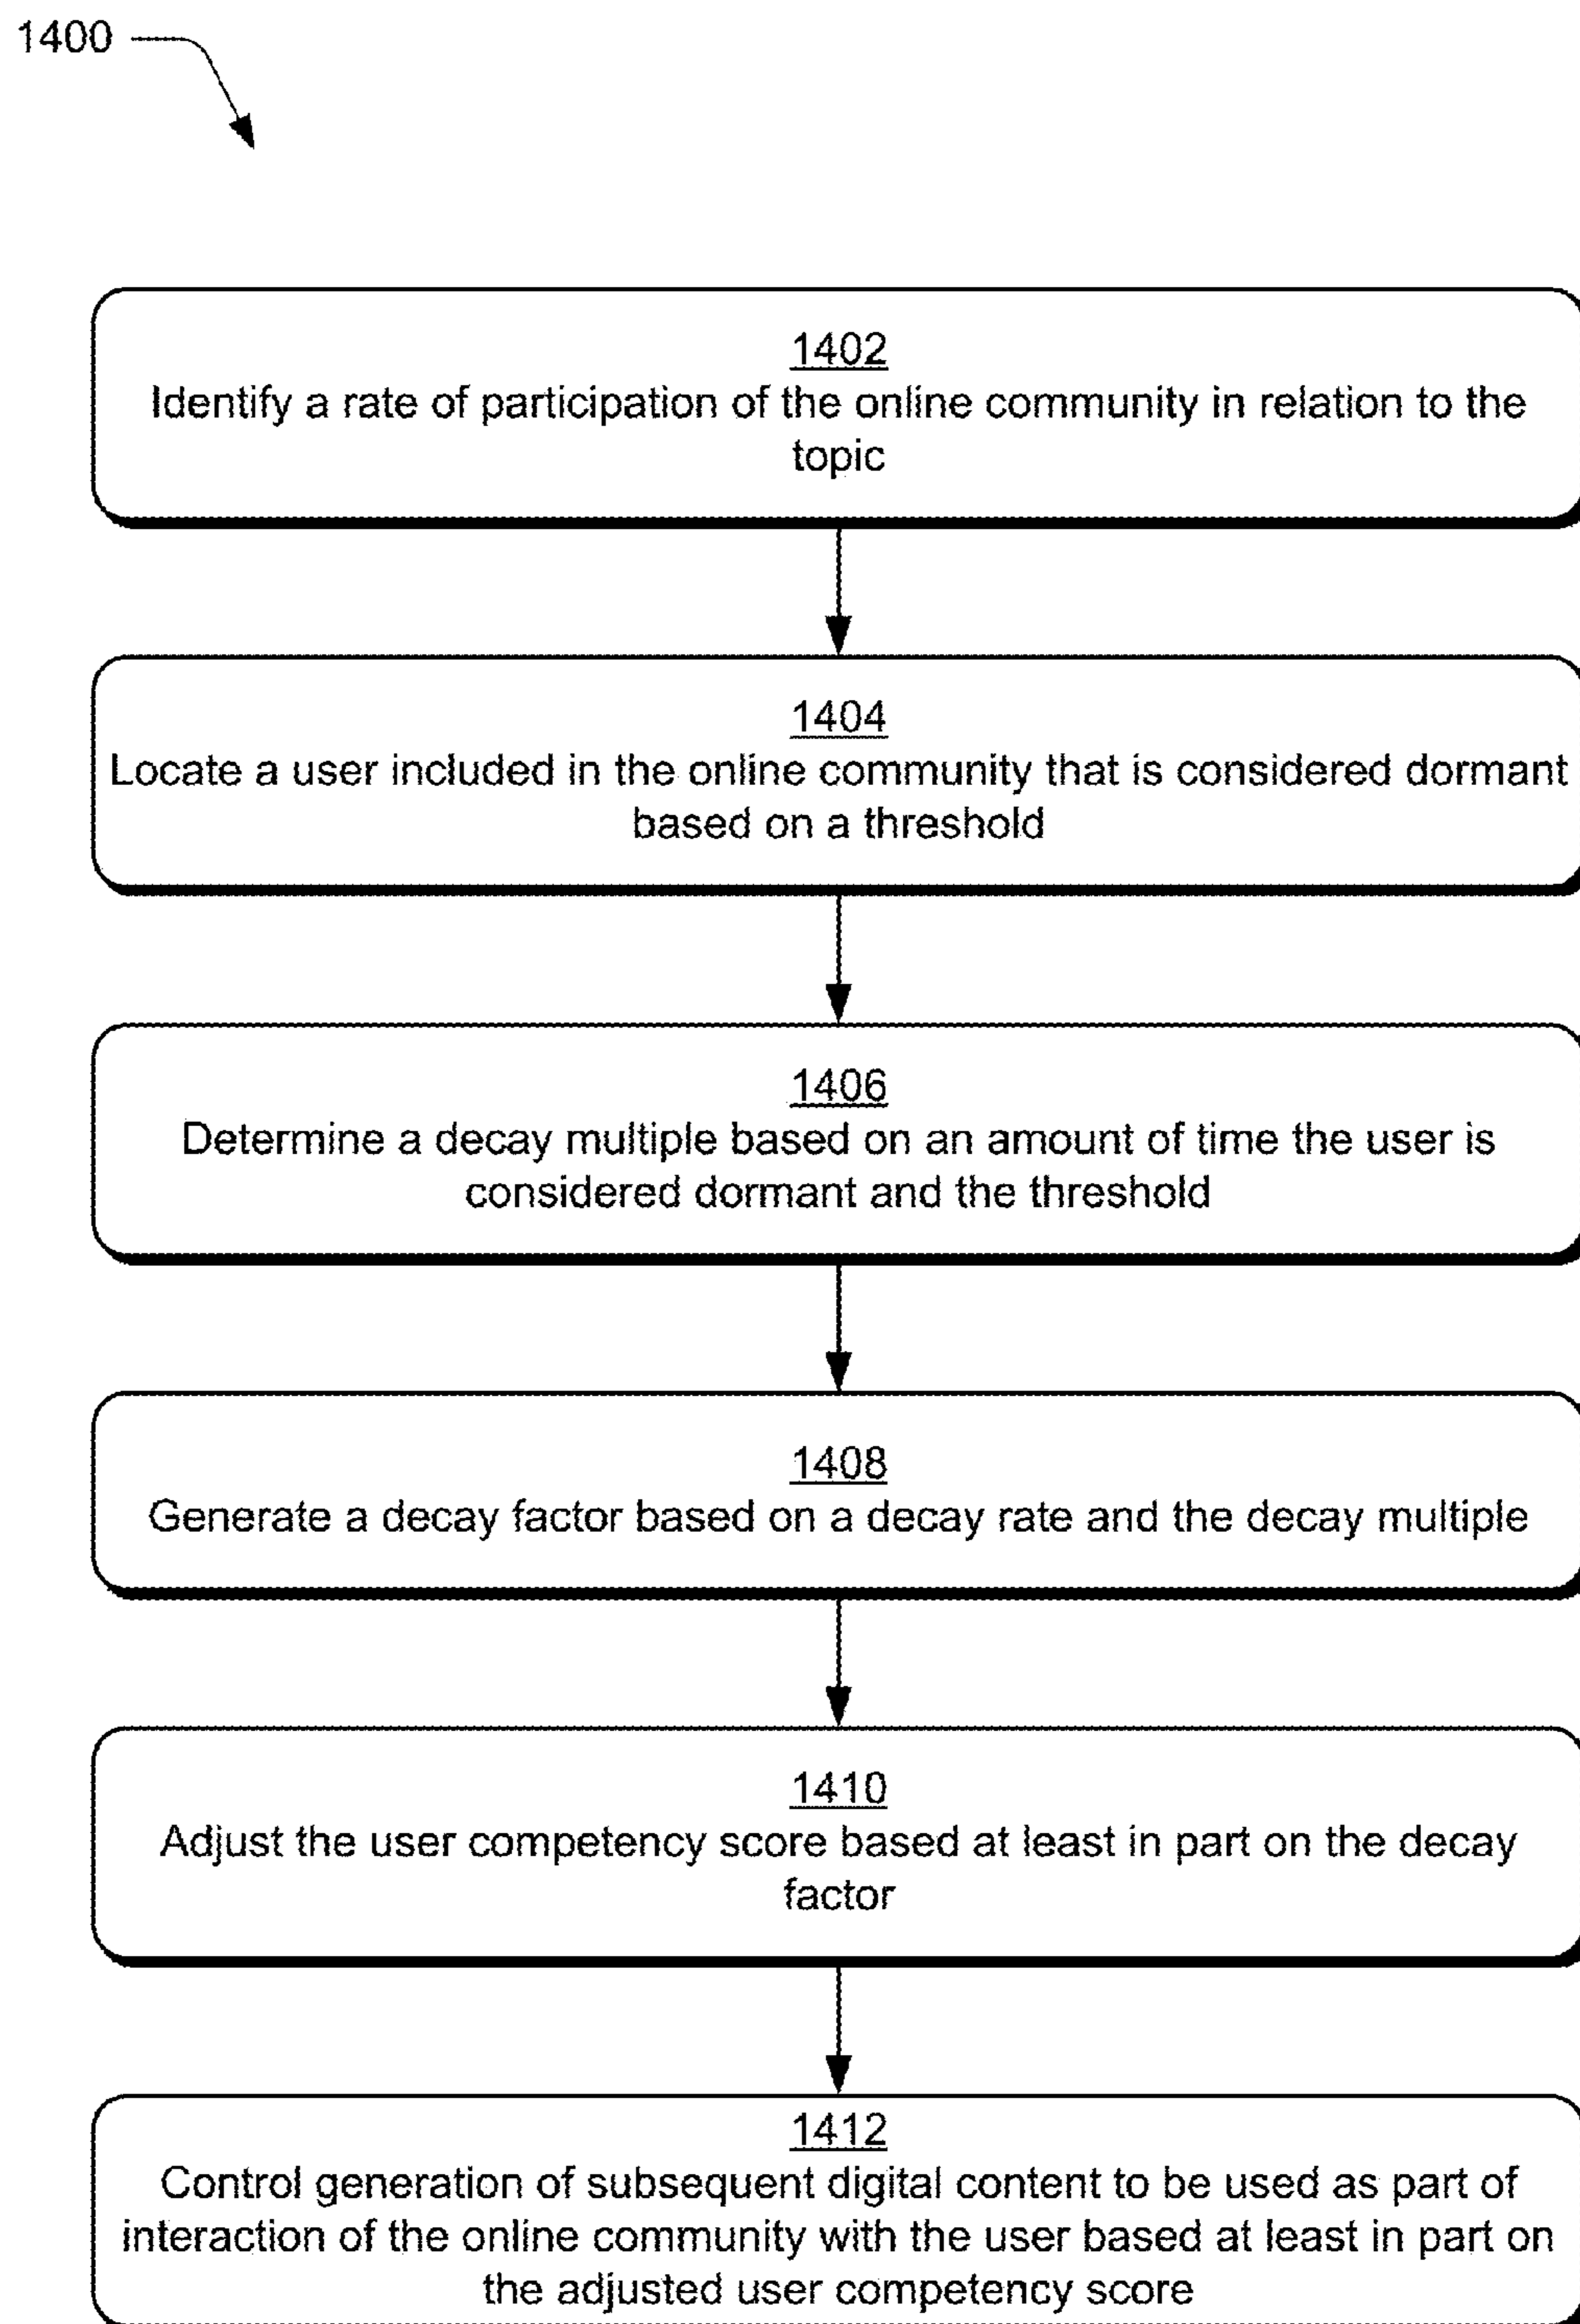 1400
1402
Identify a rate of participation of the online community in relation to the
topic
1404
Locate a user included in the online community that is considered dormant
based on a threshold
1406
Determine a decay multiple based on an amount of time the user is
considered dormant and the threshold
1408
Generate a decay factor based on a decay rate and the decay multiple
1410
Adjust the user competency score based at least in part on the decay
factor
1412
Control generation of subsequent digital content to be used as part of
interaction of the online community with the user based at least in part on
the adjusted user competency score